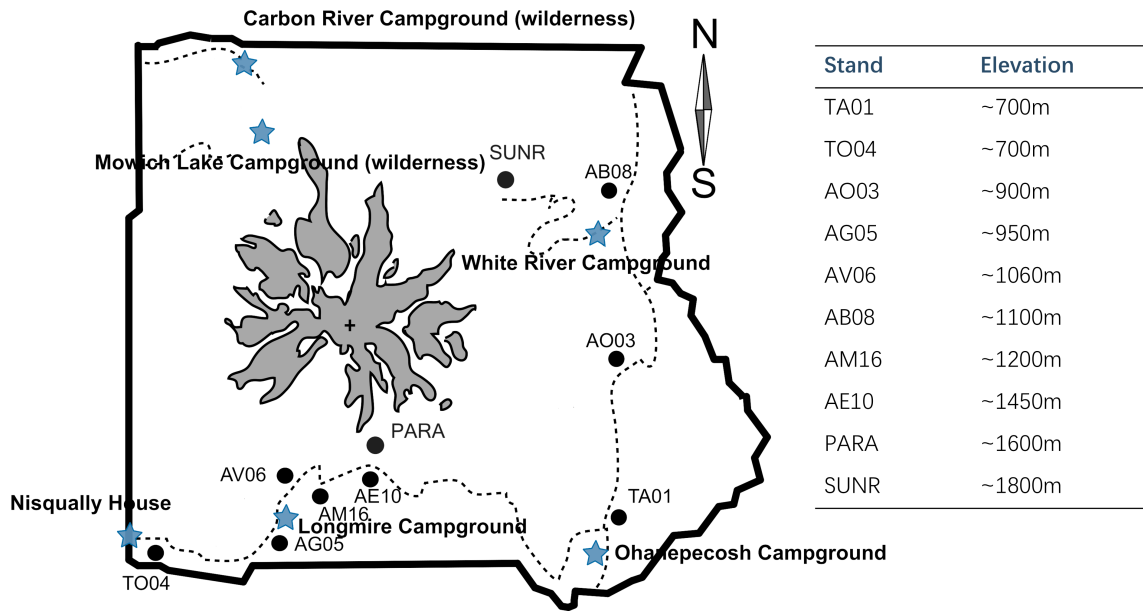 Carbon River Campground (wilderness)
N
S
Mowich Lake Campground (wilderness)
SUNR
AB08
White River Campground
AO03
PARA
AV06
AE10
AM16
TA01
Nisqually House
Longmire Campground
AG05
Ohanepecosh Campground
TO04
Stand Elevation
TA01 ~700m
TO04 ~700m
AO03 ~900m
AG05 ~950m
AV06 ~1060m
AB08 ~1100m
AM16 ~1200m
AE10 ~1450m
PARA ~1600m
SUNR ~1800m